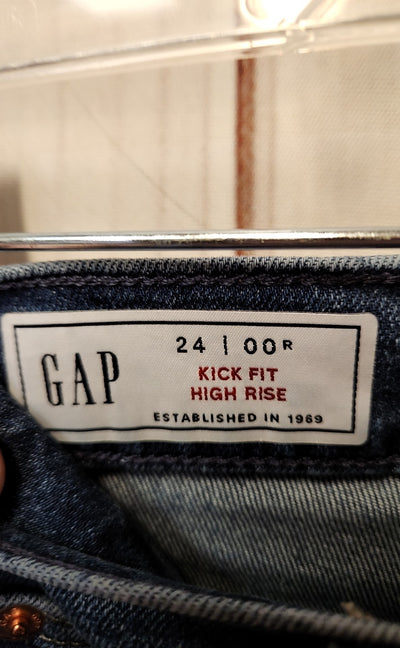 GAP
24 | 00R
KICK FIT
HIGH RISE
ESTABLISHED IN 1969